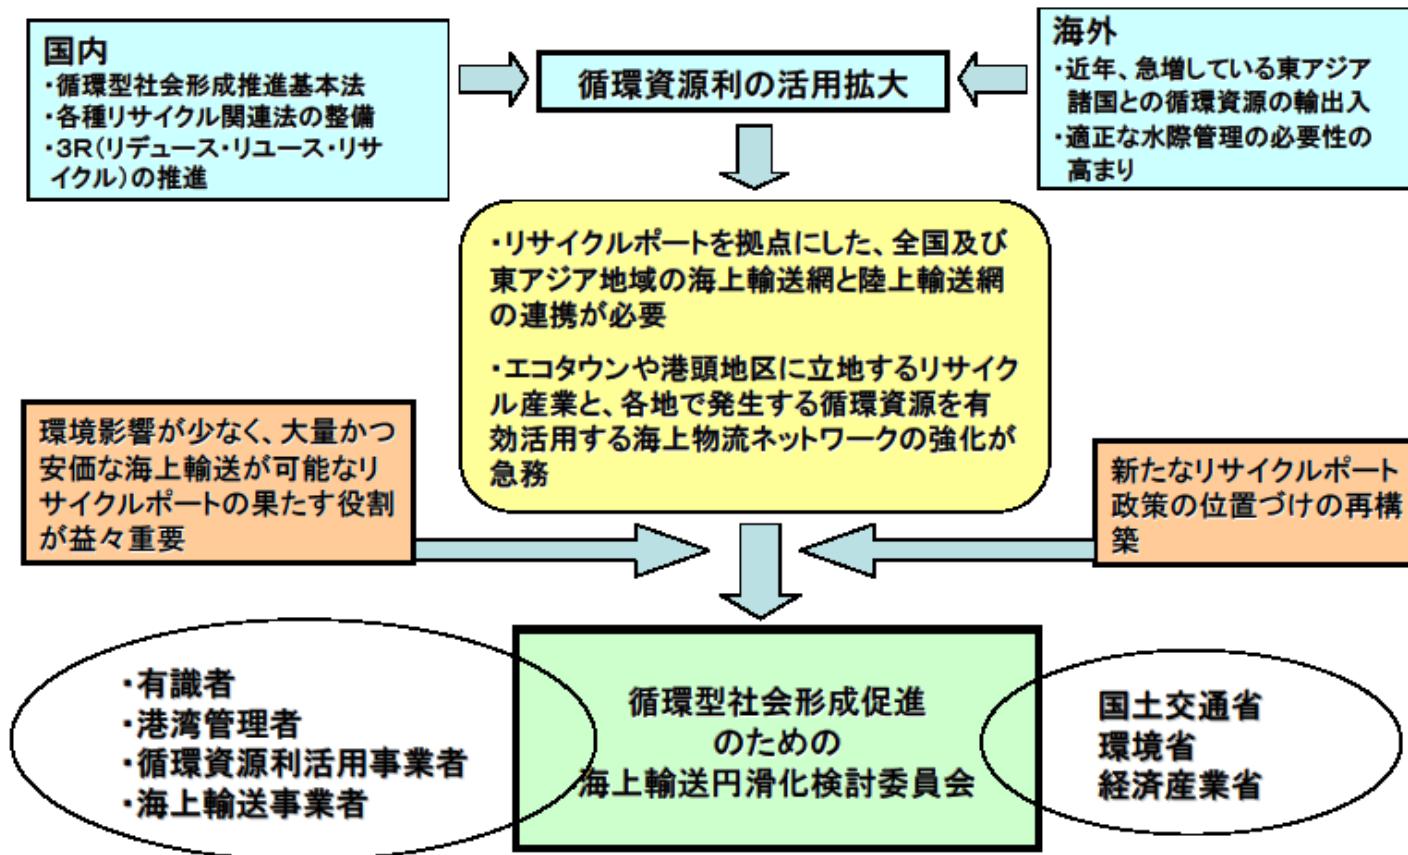 国内
・循環型社会形成推進基本法
・各種リサイクル関連法の整備
・3R(リデュース・リユース・リサ
イクル)の推進
循環資源利の活用拡大
海外
・近年、急増している東アジア
諸国との循環資源の輸出入
・適正な水際管理の必要性の
高まり
・リサイクルポートを拠点にした、全国及び
東アジア地域の海上輸送網と陸上輸送網
の連携が必要
・エコタウンや港頭地区に立地するリサイク
ル産業と、各地で発生する循環資源を有
効活用する海上物流ネットワークの強化が
急務
環境影響が少なく、大量かつ
安価な海上輸送が可能なリ
サイクルポートの果たす役割
が益々重要
新たなリサイクルポート
政策の位置づけの再構
築
・有識者
・港湾管理者
・循環資源利活用事業者
・海上輸送事業者
循環型社会形成促進
のための
海上輸送円滑化検討委員会
国土交通省
環境省
経済産業省